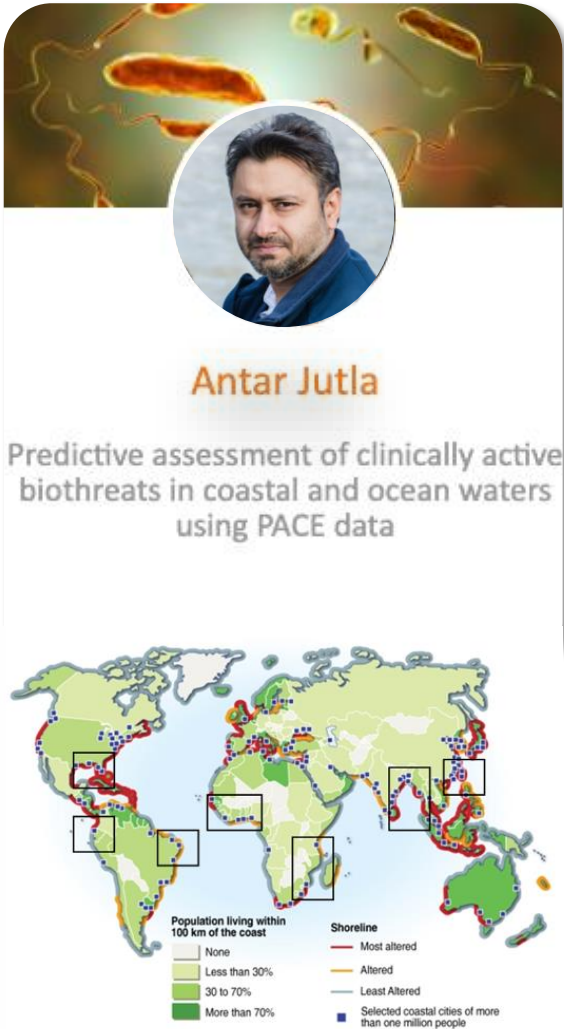 Antar Jutla
Predictive assessment of clinically active
biothreats in coastal and ocean waters
using PACE data
Population living within
100 km of the coast
None
Less than 30%
30 to 70%
More than 70%
Shoreline
Most altered
Altered
Least Altered
Selected coastal cities of more
than one million people